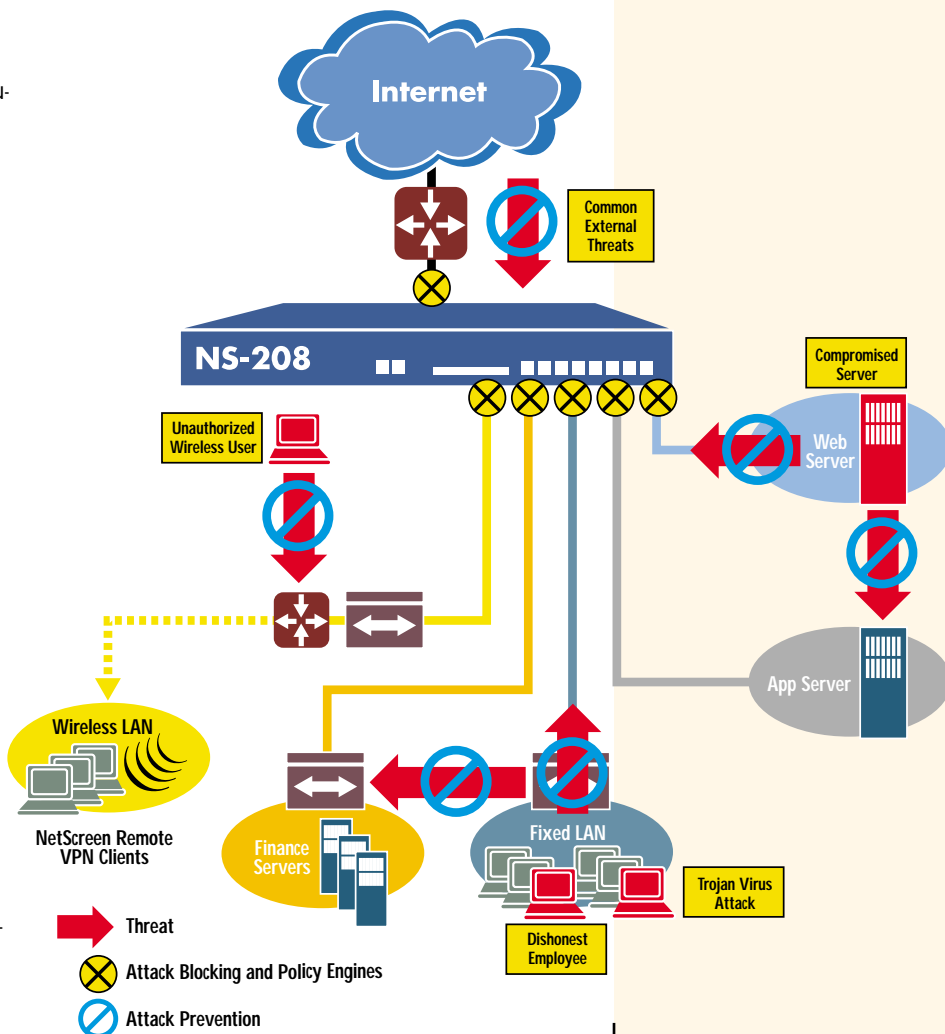 Internet
Common
External
Threats
NS-208
Compromised
Server
Unauthorized
Wireless User
Web
Server
App Server
Wireless LAN
NetScreen Remote
VPN Clients
Finance
Servers
Fixed LAN
Trojan Virus
Attack
Dishonest
Employee
Threat
Attack Blocking and Policy Engines
Attack Prevention